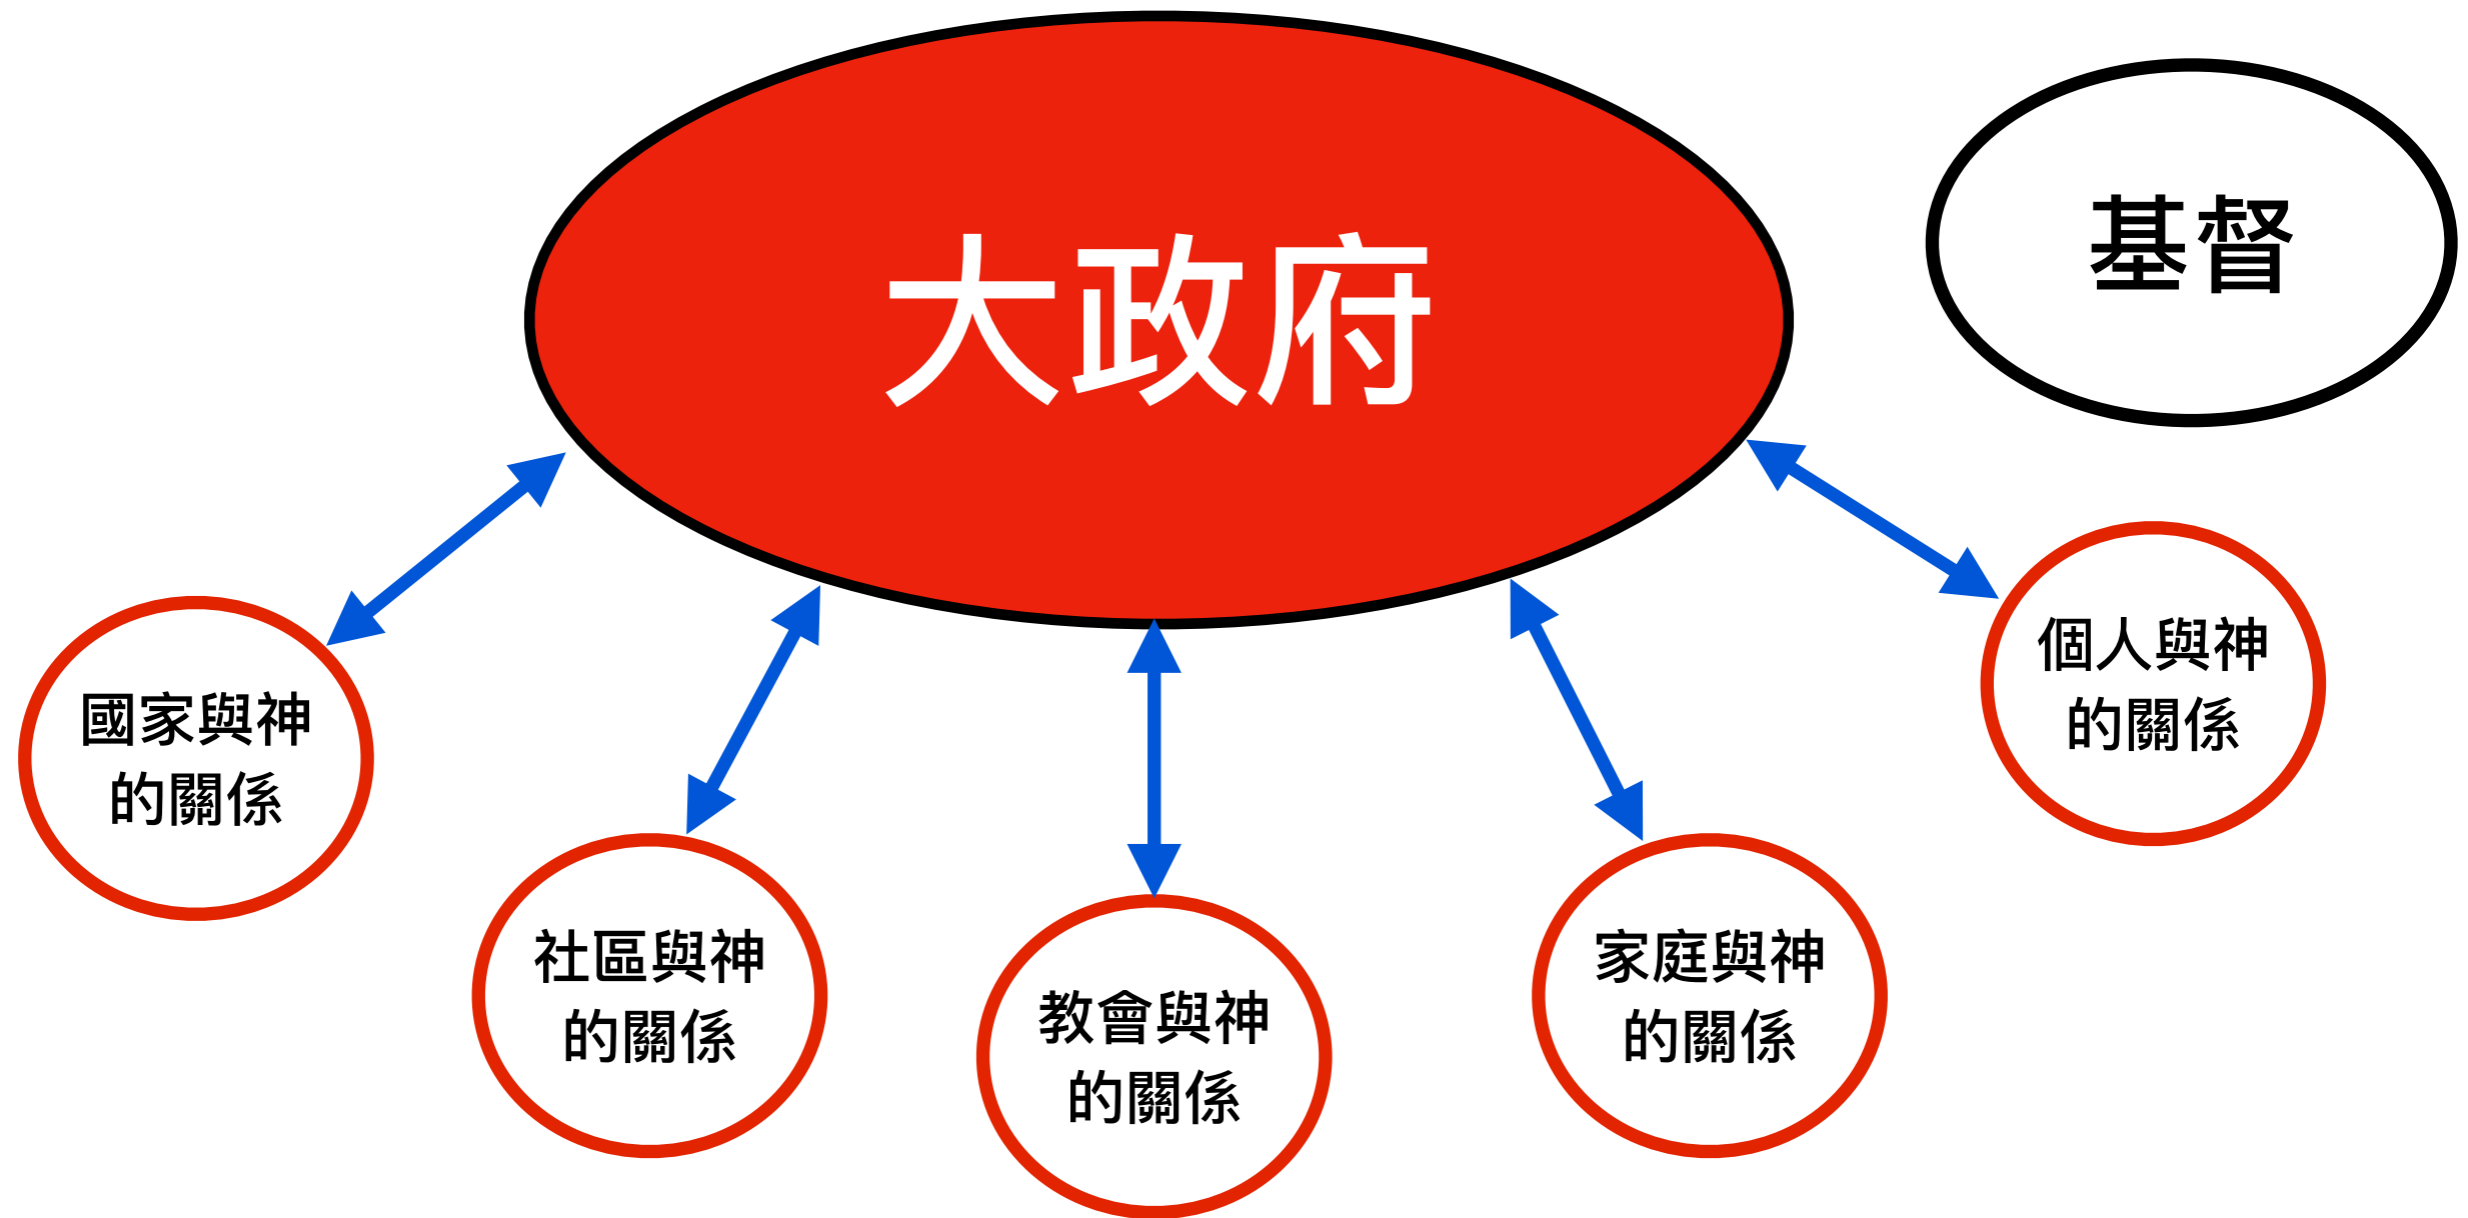 大政府
基督
國家與神
的關係
社區與神
的關係
教會與神
的關係
家庭與神
的關係
個人與神
的關係